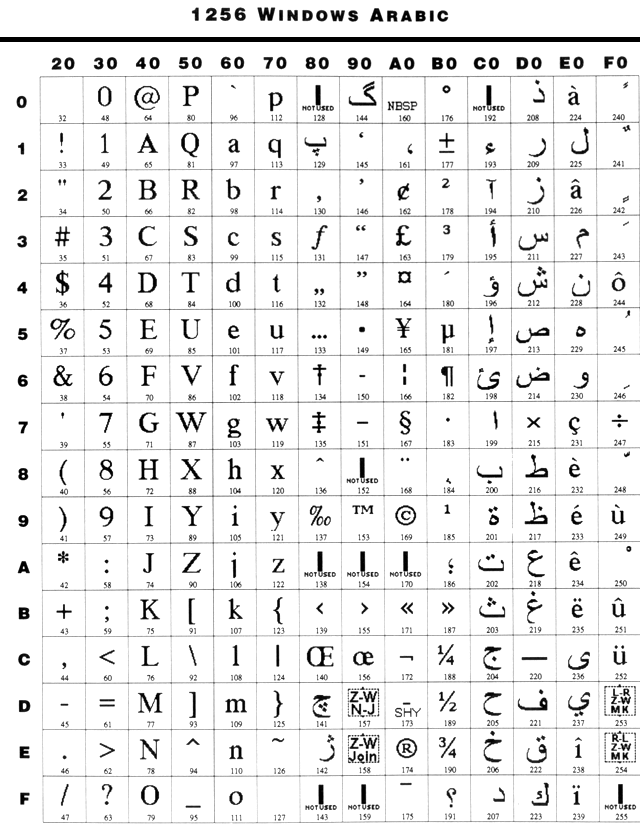 1256 WINDOWS ARABIC
20 30 40 50 60 70 80 90 A0 B0 C0 D0 E0 F0
0 0 @ P ` p NOT USED گ NBSP ° NOT USED ذ à ً
32 48 64 80 96 112 128 144 160 176 192 208 224 240
1 ! 1 A Q a q پ ‘ ، ± ء ر ل ٌ
33 49 65 81 97 113 129 145 161 177 193 209 225 241
2 " 2 B R b r ‚ ’ ¢ ² آ ز â ٍ
34 50 66 82 98 114 130 146 162 178 194 210 226 242
3 # 3 C S c s ƒ “ £ ³ أ س م َ
35 51 67 83 99 115 131 147 163 179 195 211 227 243
4 $ 4 D T d t „ ” ¤ ´ ؤ ش ن ô
36 52 68 84 100 116 132 148 164 180 196 212 228 244
5 % 5 E U e u … • ¥ µ إ ص ه ُ
37 53 69 85 101 117 133 149 165 181 197 213 229 245
6 & 6 F V f v † - ¦ ¶ ئ ض و ِ
38 54 70 86 102 118 134 150 166 182 198 214 230 246
7 ' 7 G W g w ‡ – § · ا × ç ÷
39 55 71 87 103 119 135 151 167 183 199 215 231 247
8 ( 8 H X h x ˆ NOT USED ¨ ¸ ب ط è ّ
40 56 72 88 104 120 136 152 168 184 200 216 232 248
9 ) 9 I Y i y ‰ ™ © ¹ ة ظ é ù
41 57 73 89 105 121 137 153 169 185 201 217 233 249
A * : J Z j z NOT USED NOT USED NOT USED ؛ ت ع ê ْ
42 58 74 90 106 122 138 154 170 186 202 218 234 250
B + ; K [ k { ‹ › « » ث غ ë û
43 59 75 91 107 123 139 155 171 187 203 219 235 251
C , < L \ l | Œ œ ¬ ¼ ج ـ ى ü
44 60 76 92 108 124 140 156 172 188 204 220 236 252
D - = M ] m } چ Z-W N-J SHY ½ ح ف ي L-R Z-W MK
45 61 77 93 109 125 141 157 173 189 205 221 237 253
E . > N ^ n ~ ژ Z-W Join ® ¾ خ ق î R-L Z-W MK
46 62 78 94 110 126 142 158 174 190 206 222 238 254
F / ? O _ o NOT USED NOT USED ¯ ؟ د ك ï NOT USED
47 63 79 95 111 127 143 159 175 191 207 223 239 255